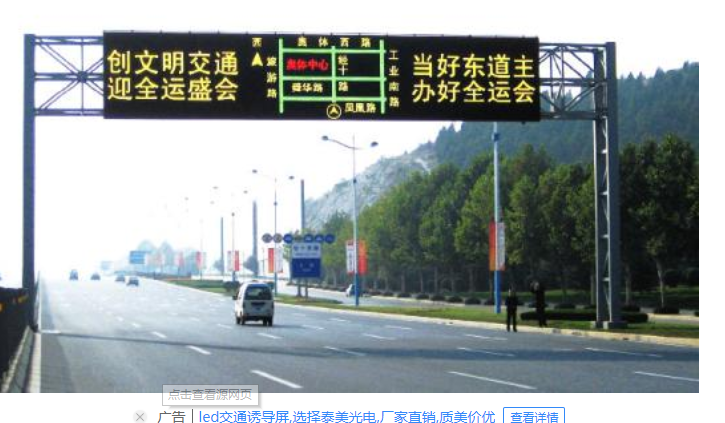 创文明交通
迎全运盛会
西
奥体西路
旅游路
奥体中心
经十路
舜华路
工业南路
凤凰路
当好东道主
办好全运会
点击查看源网页
广告
led交通诱导屏,选择泰美光电,厂家直销,质美价优
查看详情